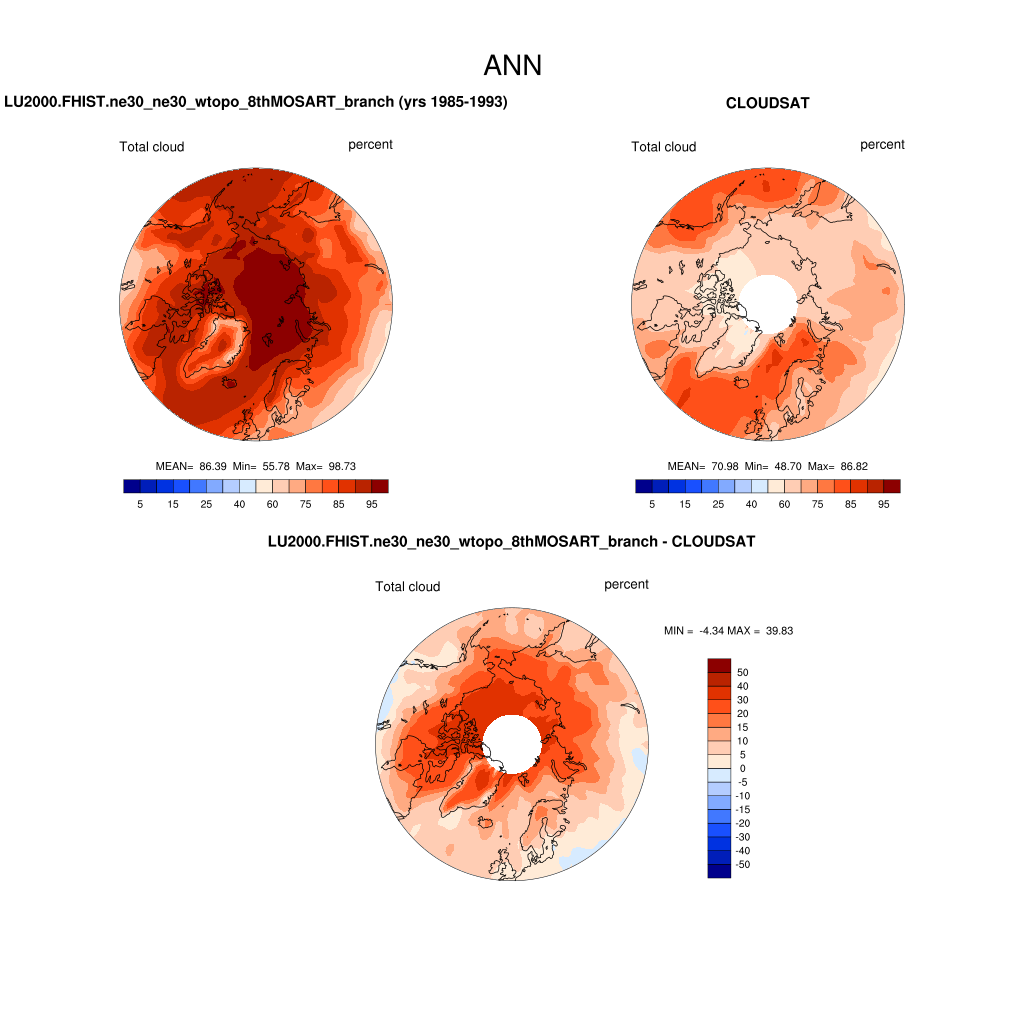 ANN
LU2000.FHIST.ne30_ne30_wtopo_8thMOSART_branch (yrs 1985-1993)
Total cloud percent
MEAN= 86.39 Min= 55.78 Max= 98.73
5 15 25 40 60 75 85 95
CLOUDSAT
Total cloud percent
MEAN= 70.98 Min= 48.70 Max= 86.82
5 15 25 40 60 75 85 95
LU2000.FHIST.ne30_ne30_wtopo_8thMOSART_branch - CLOUDSAT
Total cloud percent
MIN = -4.34 MAX = 39.83
50
40
30
20
15
10
5
0
-5
-10
-15
-20
-30
-40
-50